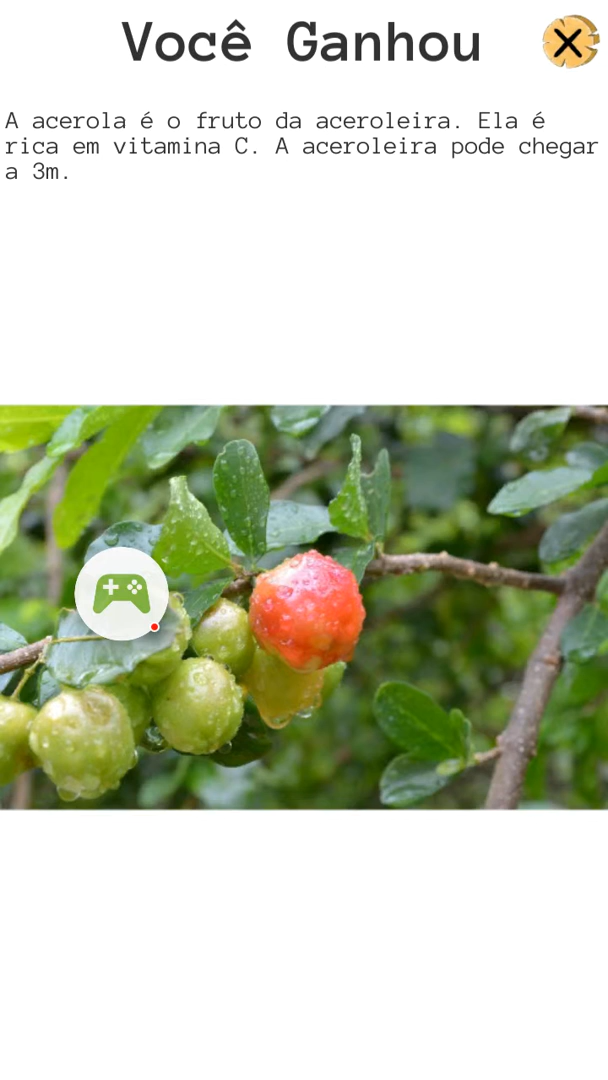 Você Ganhou
A acerola é o fruto da aceroleira. Ela é
rica em vitamina C. A aceroleira pode chegar
a 3m.